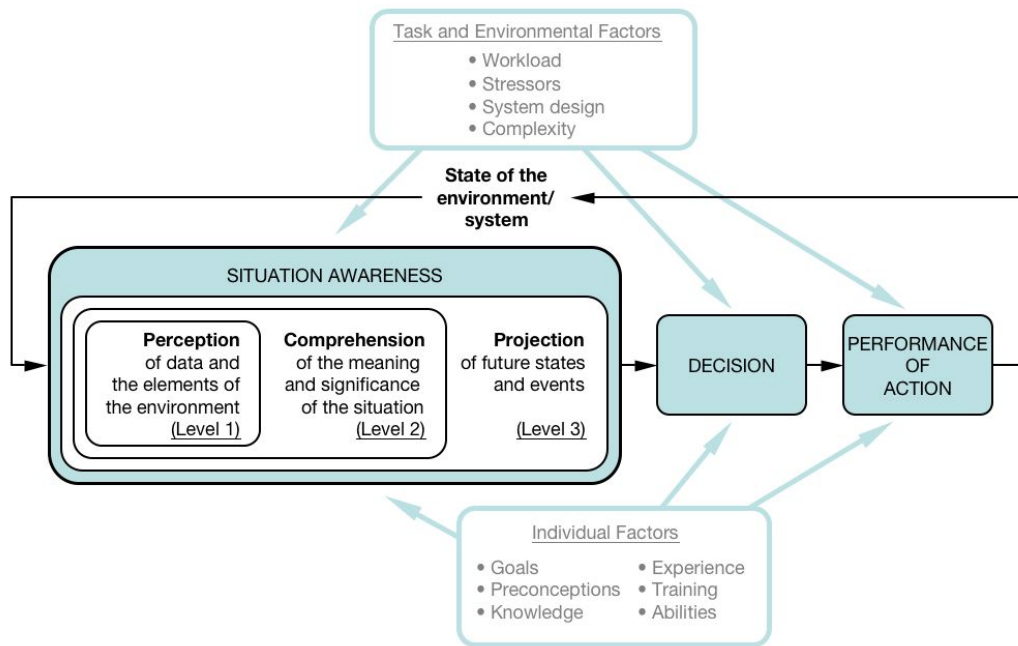 Task and Environmental Factors
• Workload
• Stressors
• System design
• Complexity
State of the
environment/
system
SITUATION AWARENESS
Perception
of data and
the elements of
the environment
(Level 1)
Comprehension
of the meaning
and significance
of the situation
(Level 2)
Projection
of future states
and events
(Level 3)
DECISION
PERFORMANCE
OF
ACTION
Individual Factors
• Goals
• Preconceptions
• Knowledge
• Experience
• Training
• Abilities